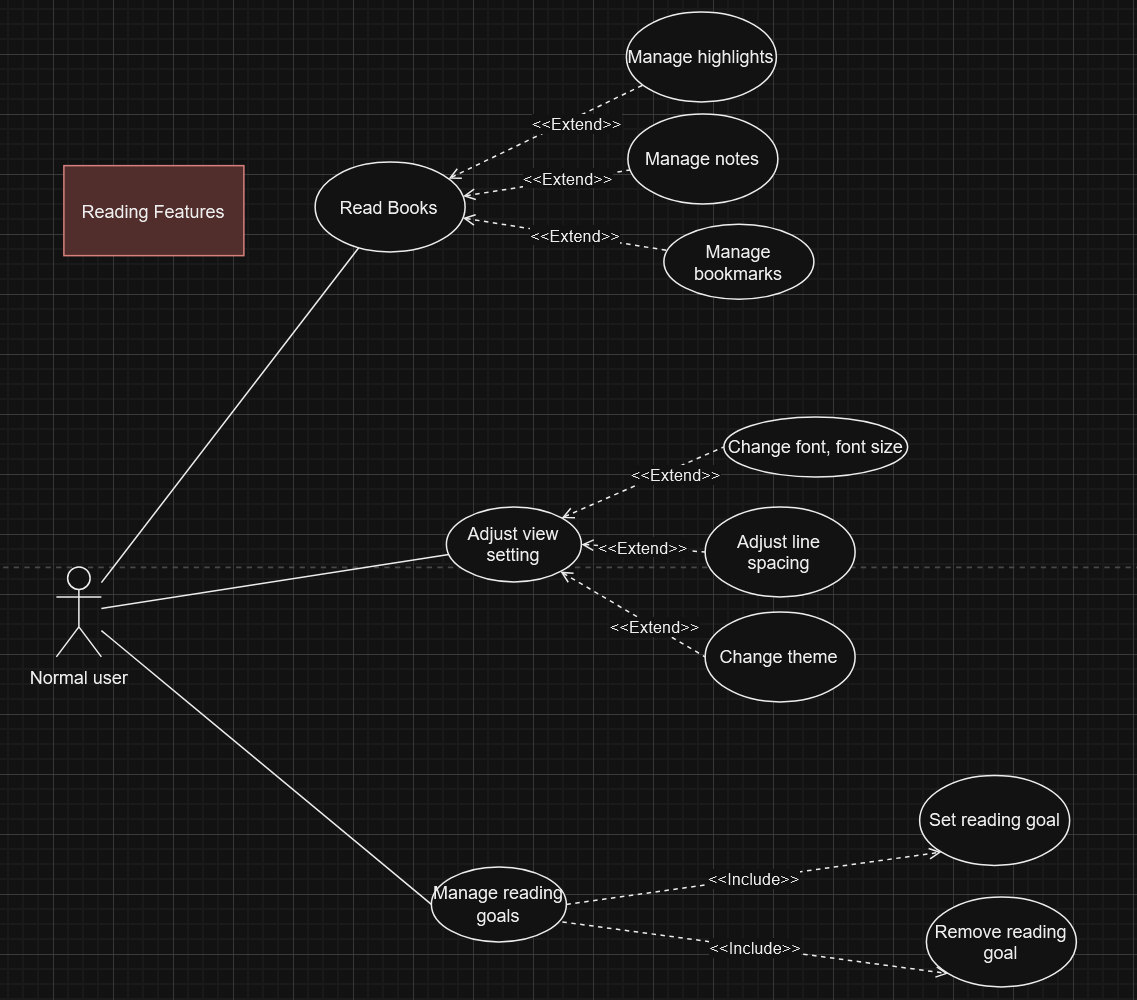 Manage highlights
<<Extend>>
Manage notes
<<Extend>>
Reading Features
Read Books
<<Extend>>
Manage
bookmarks
Change font, font size
<<Extend>>
Adjust view
setting
<<Extend>>
Adjust line
spacing
<<Extend>>
Change theme
Normal user
Set reading goal
<<Include>>
Manage reading
goals
<<Include>>
Remove reading
goal